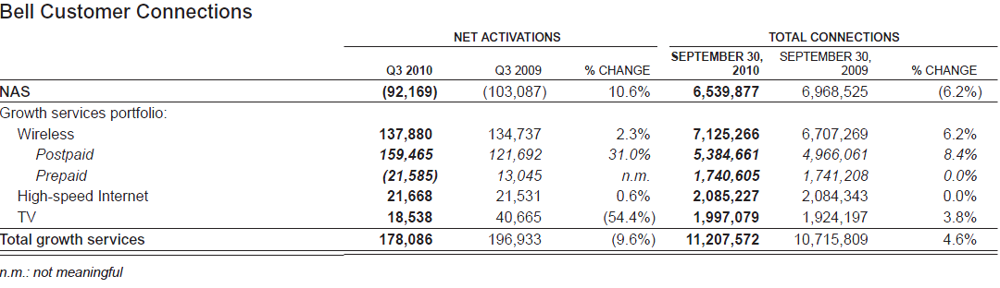 Bell Customer Connections
NET ACTIVATIONS TOTAL CONNECTIONS
SEPTEMBER 30, SEPTEMBER 30,
Q3 2010 Q3 2009 % CHANGE 2010 2009 % CHANGE
NAS (92,169) (103,087) 10.6% 6,539,877 6,968,525 (6.2%)
Growth services portfolio:
Wireless 137,880 134,737 2.3% 7,125,266 6,707,269 6.2%
Postpaid 159,465 121,692 31.0% 5,384,661 4,966,061 8.4%
Prepaid (21,585) 13,045 n.m. 1,740,605 1,741,208 0.0%
High-speed Internet 21,668 21,531 0.6% 2,085,227 2,084,343 0.0%
TV 18,538 40,665 (54.4%) 1,997,079 1,924,197 3.8%
Total growth services 178,086 196,933 (9.6%) 11,207,572 10,715,809 4.6%
n.m.: not meaningful